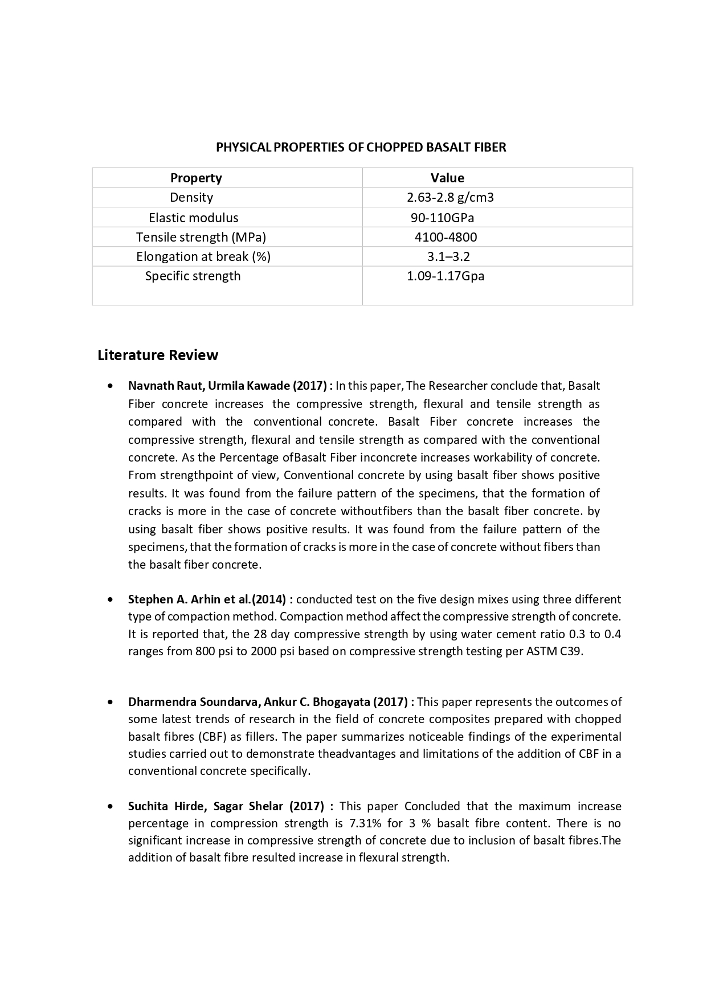 PHYSICAL PROPERTIES OF CHOPPED BASALT FIBER
Property Value
Density 2.63-2.8 g/cm3
Elastic modulus 90-110GPa
Tensile strength (MPa) 4100-4800
Elongation at break (%) 3.1–3.2
Specific strength 1.09-1.17Gpa
Literature Review
• Navnath Raut, Urmila Kawade (2017) : In this paper, The Researcher conclude that, Basalt
Fiber concrete increases the compressive strength, flexural and tensile strength as
compared with the conventional concrete. Basalt Fiber concrete increases the
compressive strength, flexural and tensile strength as compared with the conventional
concrete. As the Percentage ofBasalt Fiber inconcrete increases workability of concrete.
From strengthpoint of view, Conventional concrete by using basalt fiber shows positive
results. It was found from the failure pattern of the specimens, that the formation of
cracks is more in the case of concrete withoutfibers than the basalt fiber concrete. by
using basalt fiber shows positive results. It was found from the failure pattern of the
specimens, that the formation of cracks is more in the case of concrete without fibers than
the basalt fiber concrete.
• Stephen A. Arhin et al.(2014) : conducted test on the five design mixes using three different
type of compaction method. Compaction method affect the compressive strength of concrete.
It is reported that, the 28 day compressive strength by using water cement ratio 0.3 to 0.4
ranges from 800 psi to 2000 psi based on compressive strength testing per ASTM C39.
• Dharmendra Soundarva, Ankur C. Bhogayata (2017) : This paper represents the outcomes of
some latest trends of research in the field of concrete composites prepared with chopped
basalt fibres (CBF) as fillers. The paper summarizes noticeable findings of the experimental
studies carried out to demonstrate theadvantages and limitations of the addition of CBF in a
conventional concrete specifically.
• Suchita Hirde, Sagar Shelar (2017) : This paper Concluded that the maximum increase
percentage in compression strength is 7.31% for 3 % basalt fibre content. There is no
significant increase in compressive strength of concrete due to inclusion of basalt fibres.The
addition of basalt fibre resulted increase in flexural strength.